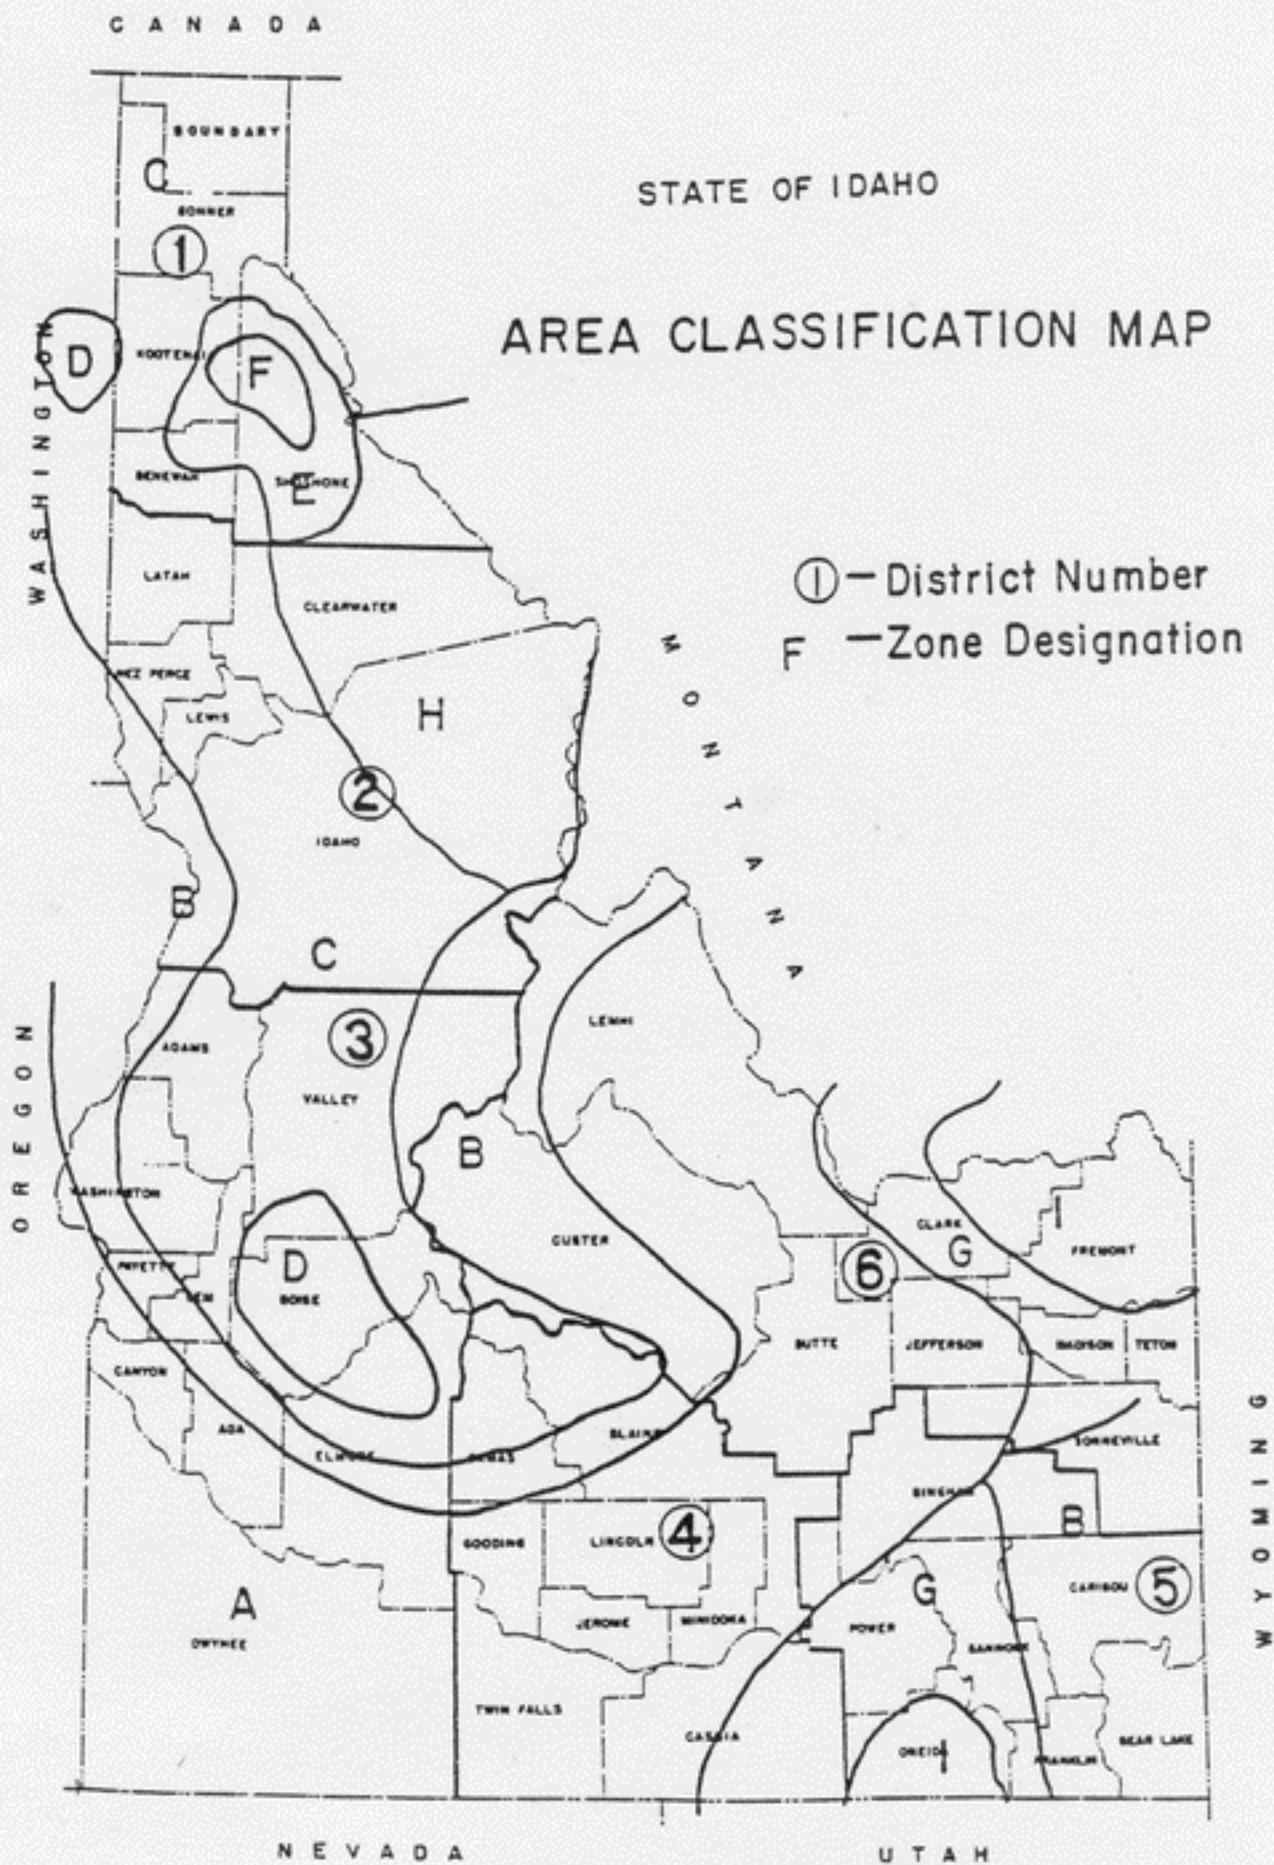 CANADA
BOUNDARY
C
BONNER
STATE OF IDAHO
1
AREA CLASSIFICATION MAP
WASHINGTON
D
KOOTENAI
F
BENEWAH
SHOSHONE
E
LATAH
CLEARWATER
1 — District Number
F — Zone Designation
MONTANA
NEZ PERCE
LEWIS
H
2
IDAHO
B
C
OREGON
3
LEMHI
ADAMS
VALLEY
B
WASHINGTON
CUSTER
CLARK
I
G
FREMONT
6
PAYETTE
GEM
D
BOISE
BUTTE
JEFFERSON
MADISON
TETON
CANYON
ADA
ELMORE
CAMAS
BLAINE
BONNEVILLE
WYOMING
BINGHAM
B
GOODING
LINCOLN
4
A
OWYHEE
JEROME
MINIDOKA
G
POWER
CARIBOU
5
BANNOCK
TWIN FALLS
CASSIA
ONEIDA
I
FRANKLIN
BEAR LAKE
NEVADA
UTAH